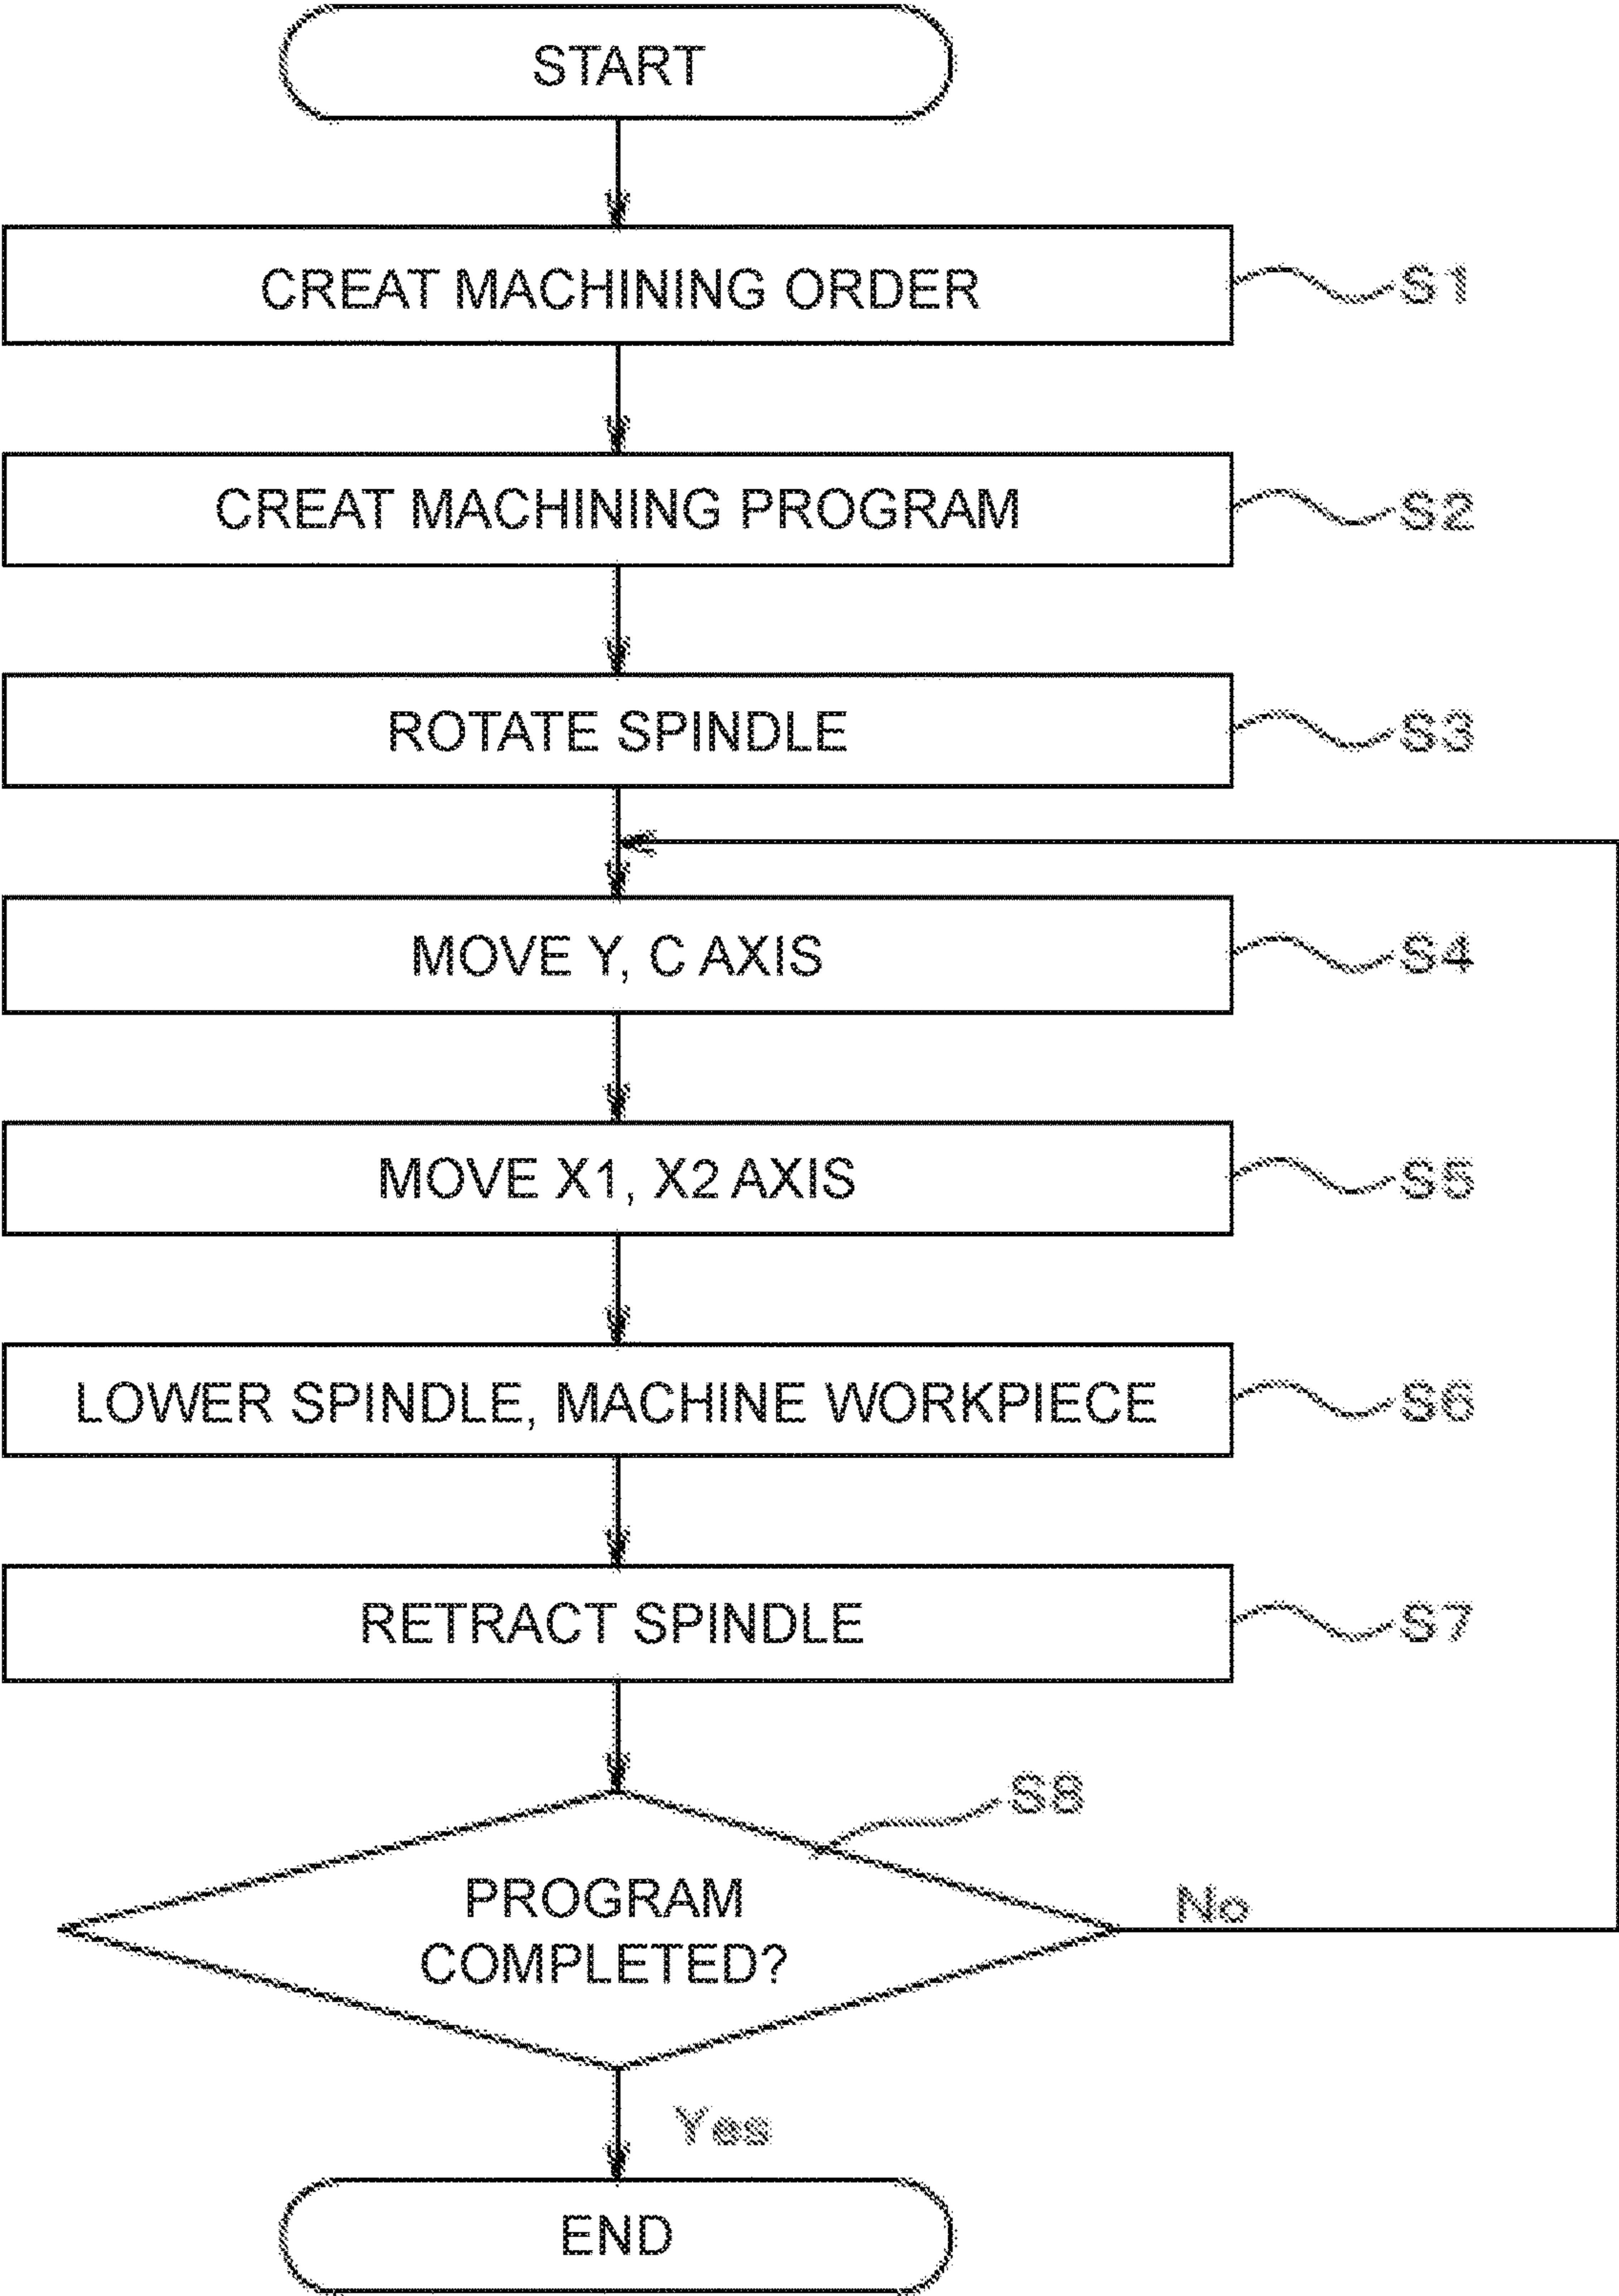 START
CREAT MACHINING ORDER
S1
CREAT MACHINING PROGRAM
S2
ROTATE SPINDLE
S3
MOVE Y, C AXIS
S4
MOVE X1, X2 AXIS
S5
LOWER SPINDLE, MACHINE WORKPIECE
S6
RETRACT SPINDLE
S7
S8
PROGRAM
COMPLETED?
No
Yes
END